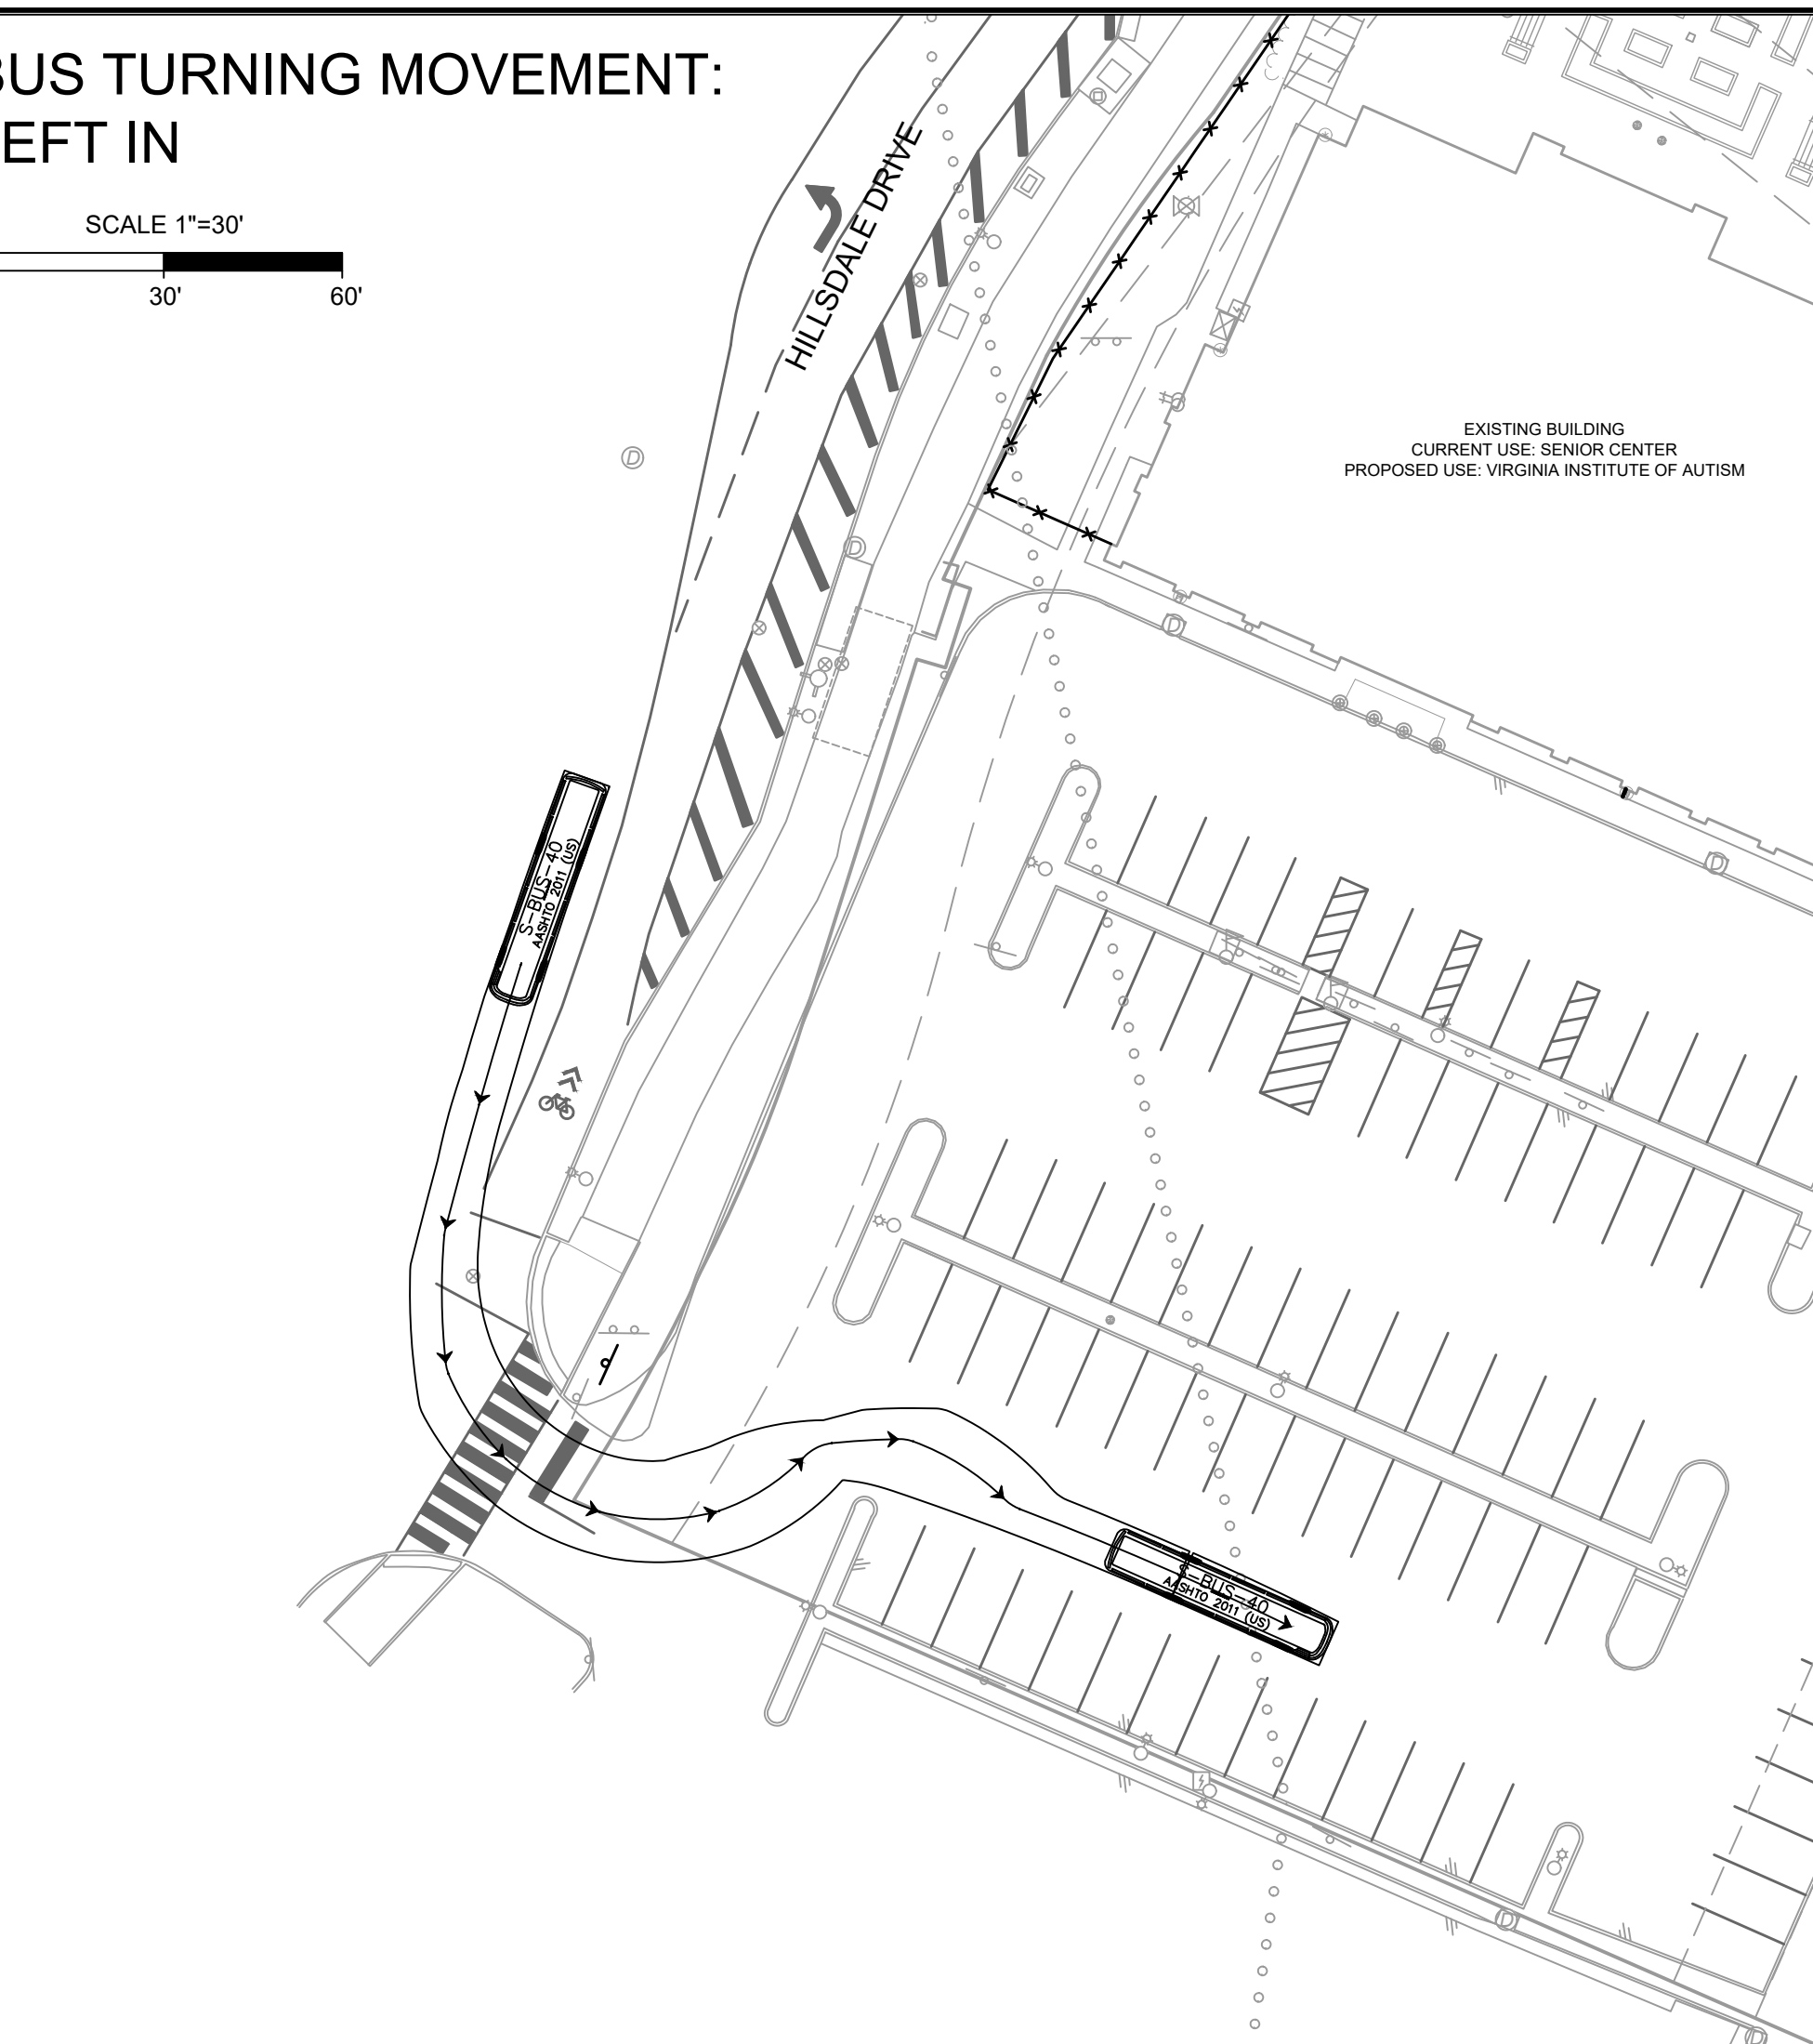 BUS TURNING MOVEMENT:
EFT IN
SCALE 1"=30'
30' 60'
HILLSDALE DRIVE
EXISTING BUILDING
CURRENT USE: SENIOR CENTER
PROPOSED USE: VIRGINIA INSTITUTE OF AUTISM
D
D
D
D
S-BUS-40
AASHTO 2011 (US)
S-BUS-40
AASHTO 2011 (US)
D
D